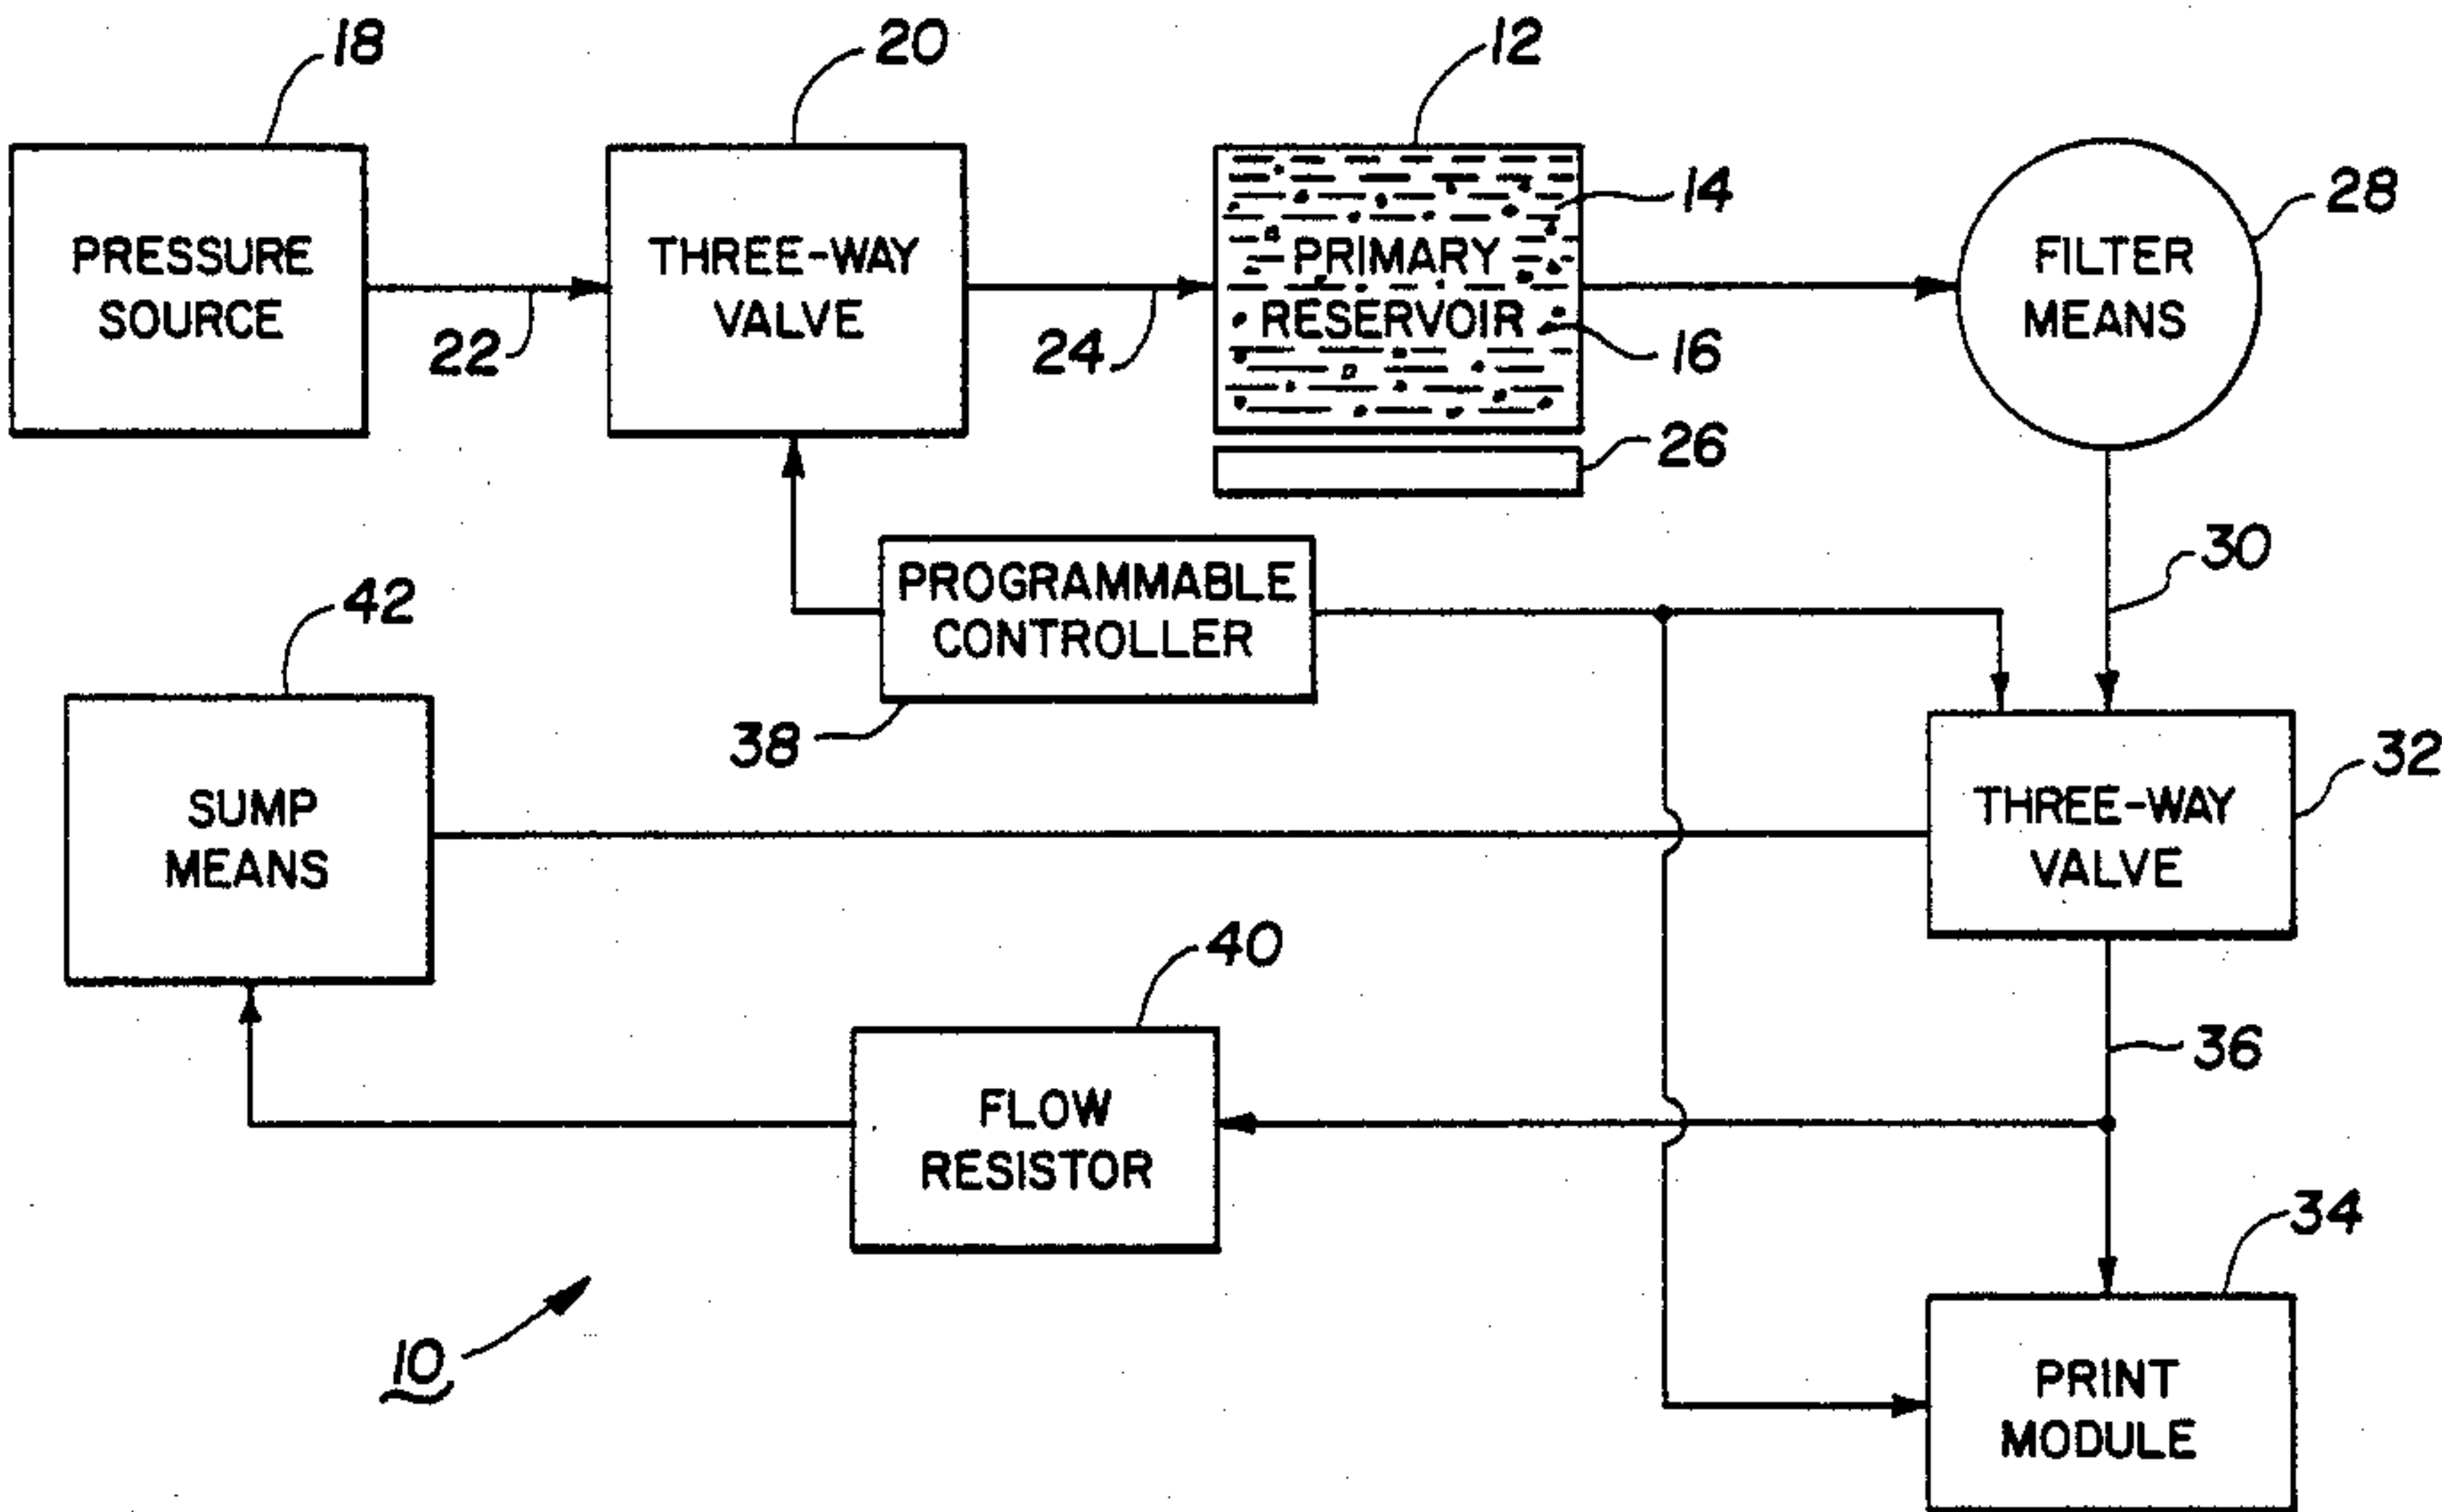 18
20
12
PRESSURE
SOURCE
THREE-WAY
VALVE
PRIMARY
RESERVOIR
14
16
FILTER
MEANS
28
22
24
26
30
PROGRAMMABLE
CONTROLLER
38
42
SUMP
MEANS
THREE-WAY
VALVE
32
40
36
FLOW
RESISTOR
34
10
PRINT
MODULE